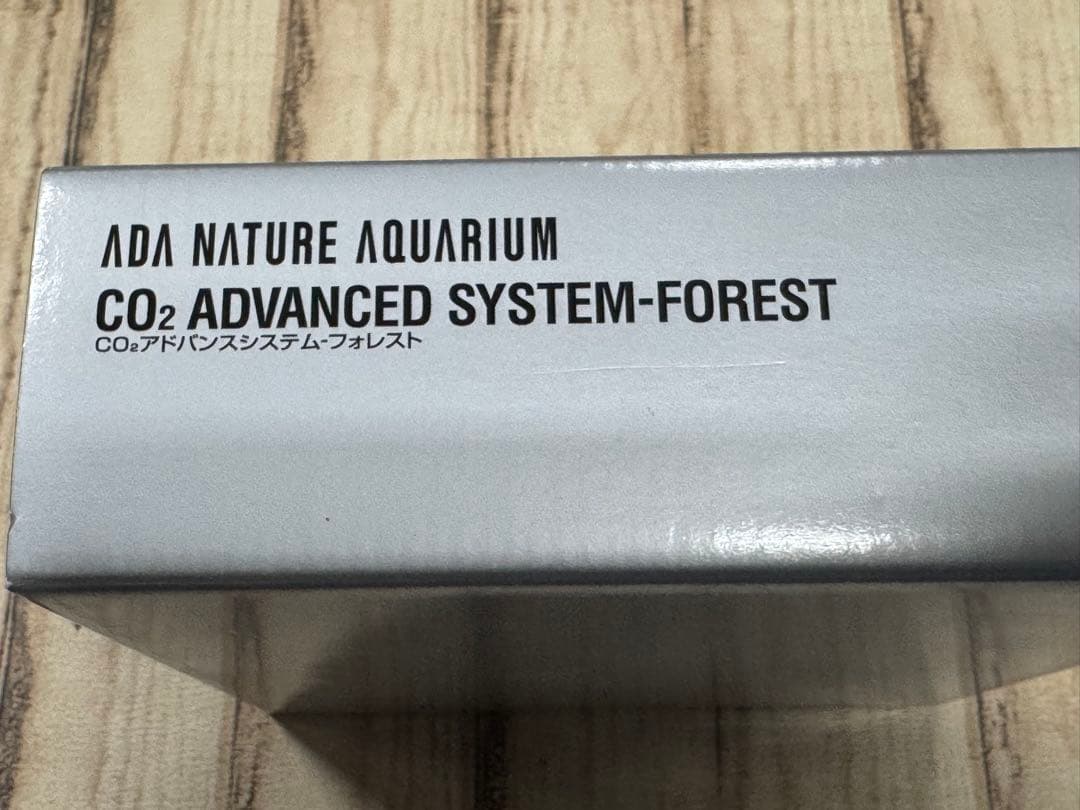 ADA NATURE AQUARIUM
CO₂ ADVANCED SYSTEM-FOREST
CO₂アドバンスシステム-フォレスト